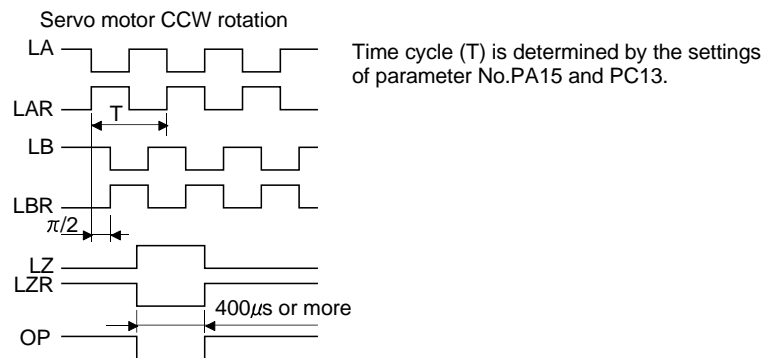 Servo motor CCW rotation
LA
Time cycle (T) is determined by the settings
of parameter No.PA15 and PC13.
LAR
T
LB
LBR
π/2
LZ
LZR
400μs or more
OP